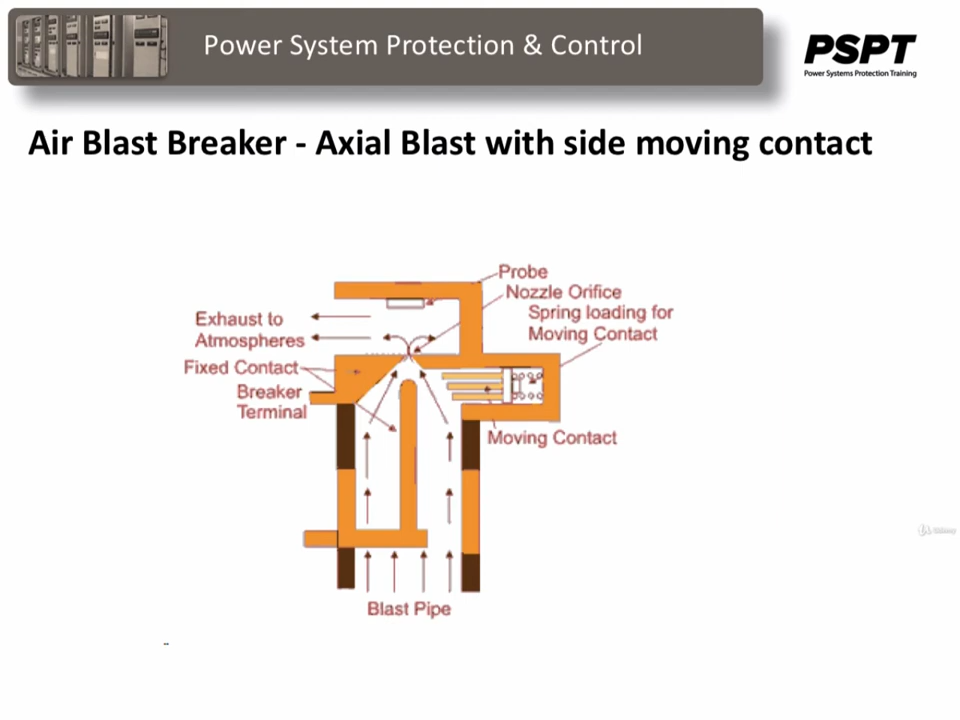 Power System Protection & Control
PSPT
Power Systems Protection Training
Air Blast Breaker - Axial Blast with side moving contact
Probe
Nozzle Orifice
Spring loading for
Moving Contact
Exhaust to
Atmospheres
Fixed Contact
Breaker
Terminal
Moving Contact
Blast Pipe
Udemy